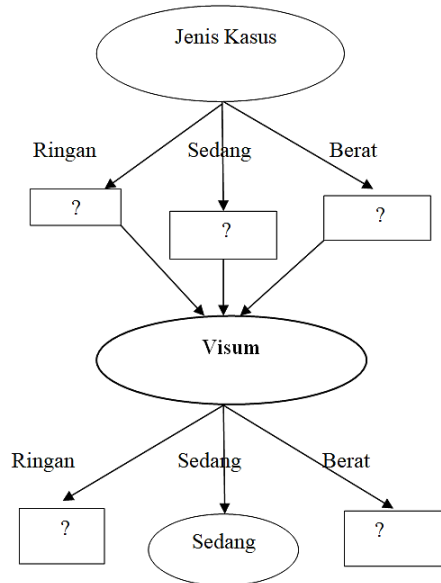 Jenis Kasus
Ringan
Sedang
Berat
?
?
?
Visum
Ringan
Sedang
Berat
?
Sedang
?